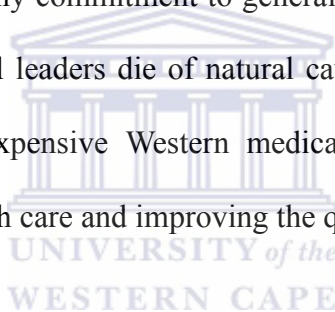 ly commitment to general
l leaders die of natural ca
xpensive Western medica
h care and improving the q
UNIVERSITY of the
WESTERN CAPE